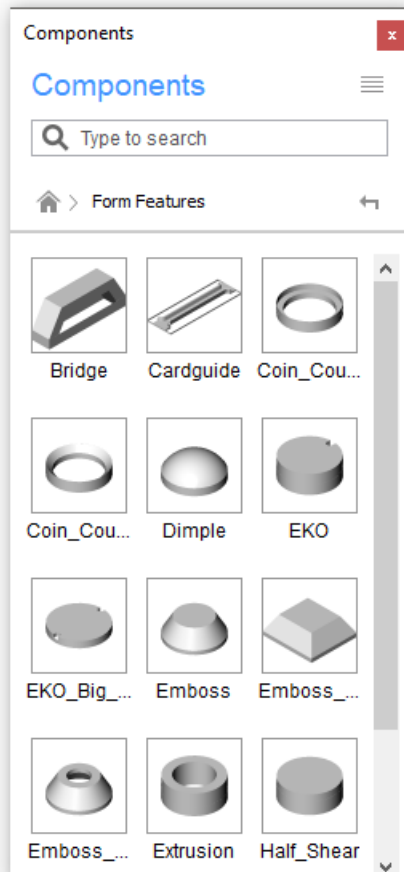 Components
x
Components
Type to search
Form Features
Bridge
Cardguide
Coin_Cou...
Coin_Cou...
Dimple
EKO
EKO_Big_...
Emboss
Emboss_...
Emboss_...
Extrusion
Half_Shear